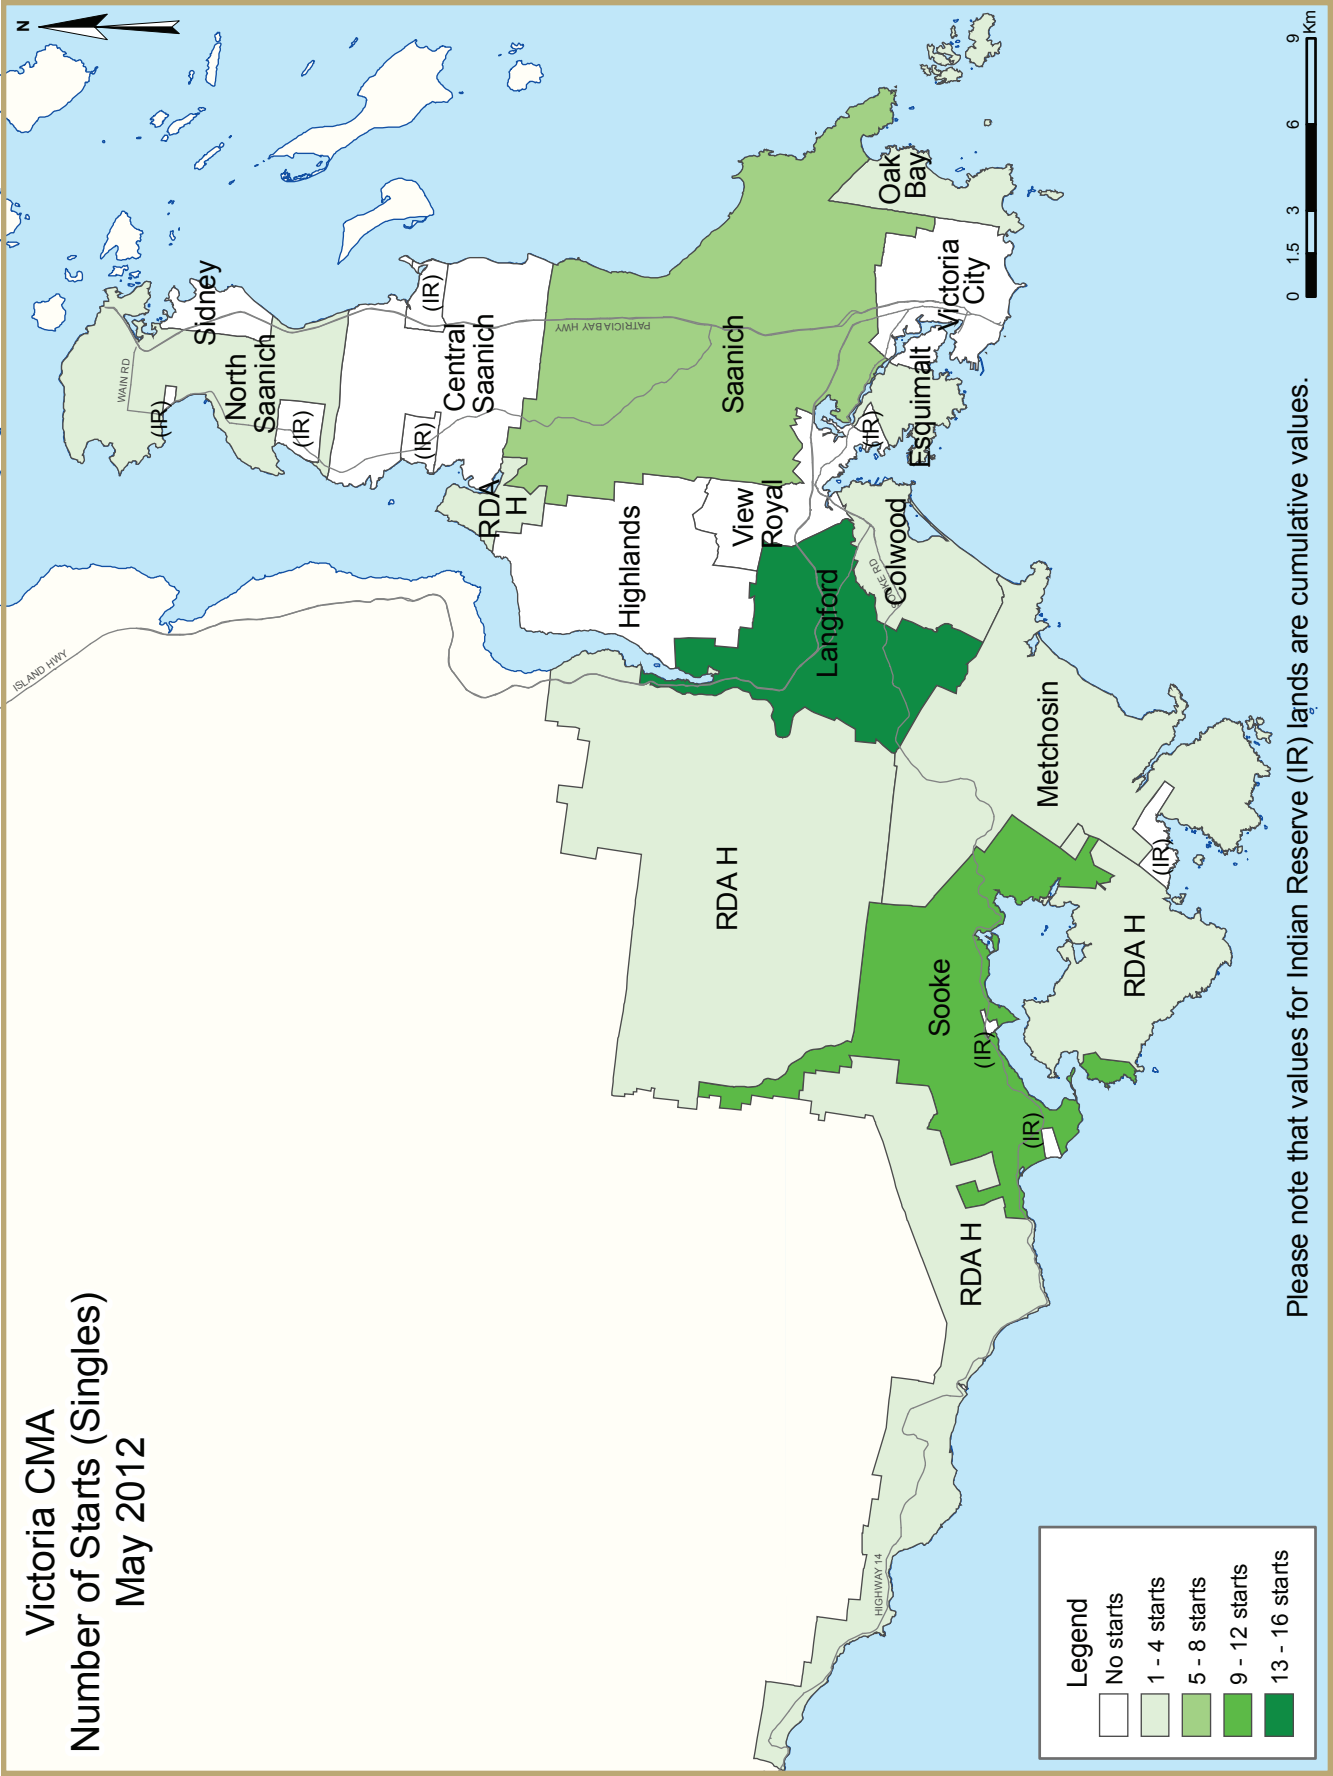 Victoria CMA
Number of Starts (Singles)
May 2012
N
ISLAND HWY
WAIN RD
(IR)
Sidney
North
Saanich
(IR)
(IR)
Central
Saanich
(IR)
PATRICIA BAY HWY
RDA
H
Saanich
Highlands
View
Royal
Oak
Bay
Victoria
City
Esquimalt
(IR)
Langford
Colwood
SOOKE RD
Metchosin
(IR)
RDA H
Sooke
(IR)
(IR)
RDA H
RDA H
HIGHWAY 14
Legend
No starts
1 - 4 starts
5 - 8 starts
9 - 12 starts
13 - 16 starts
0 1.5 3 6 9
Km
Please note that values for Indian Reserve (IR) lands are cumulative values.